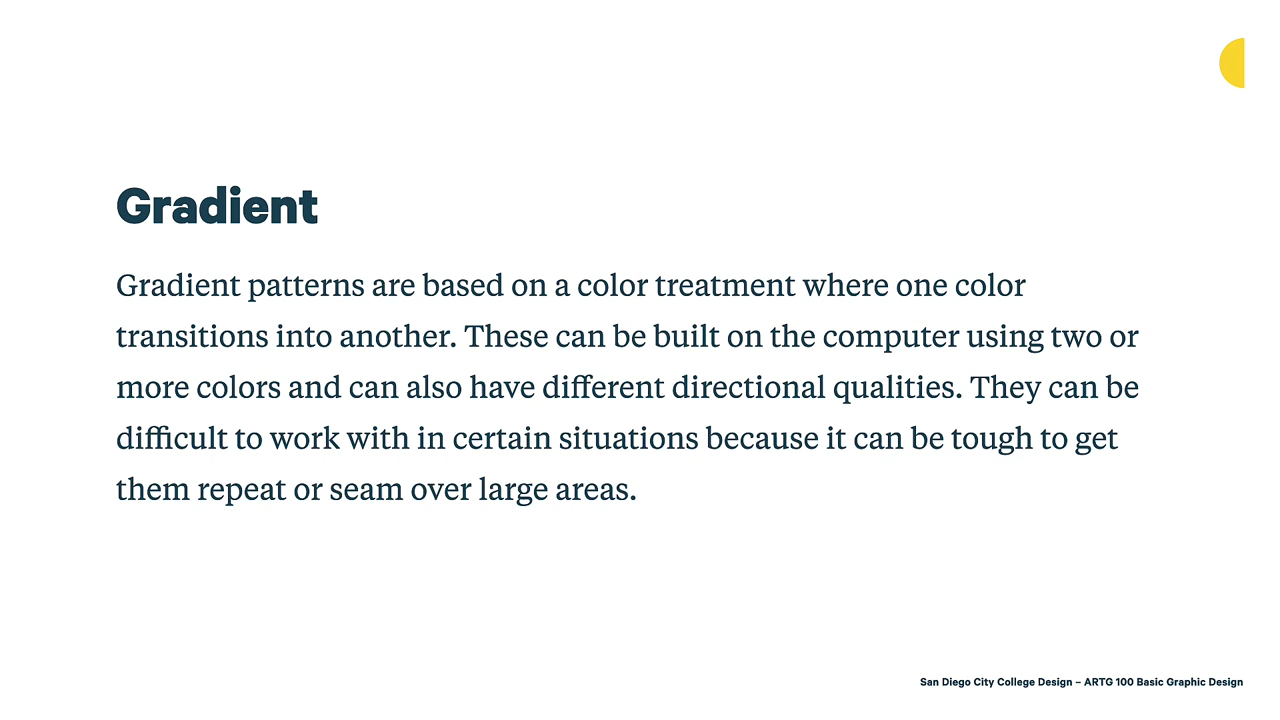 Gradient
Gradient patterns are based on a color treatment where one color
transitions into another. These can be built on the computer using two or
more colors and can also have different directional qualities. They can be
difficult to work with in certain situations because it can be tough to get
them repeat or seam over large areas.
San Diego City College Design – ARTG 100 Basic Graphic Design